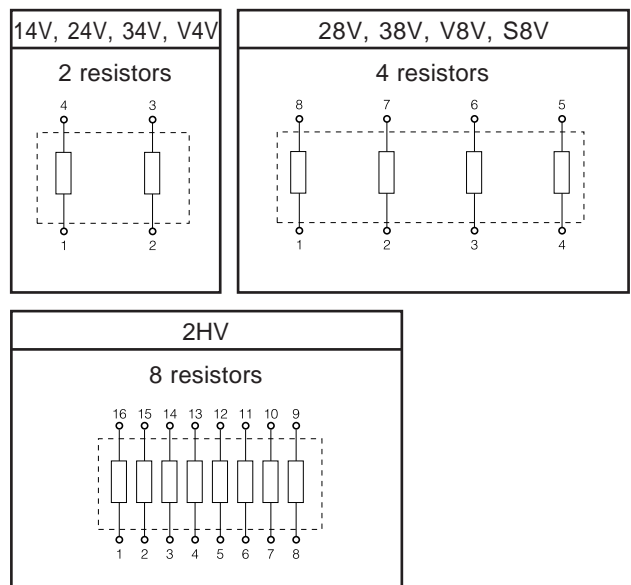 14V, 24V, 34V, V4V
2 resistors
4 3
1 2
28V, 38V, V8V, S8V
4 resistors
8 7 6 5
1 2 3 4
2HV
8 resistors
16 15 14 13 12 11 10 9
1 2 3 4 5 6 7 8